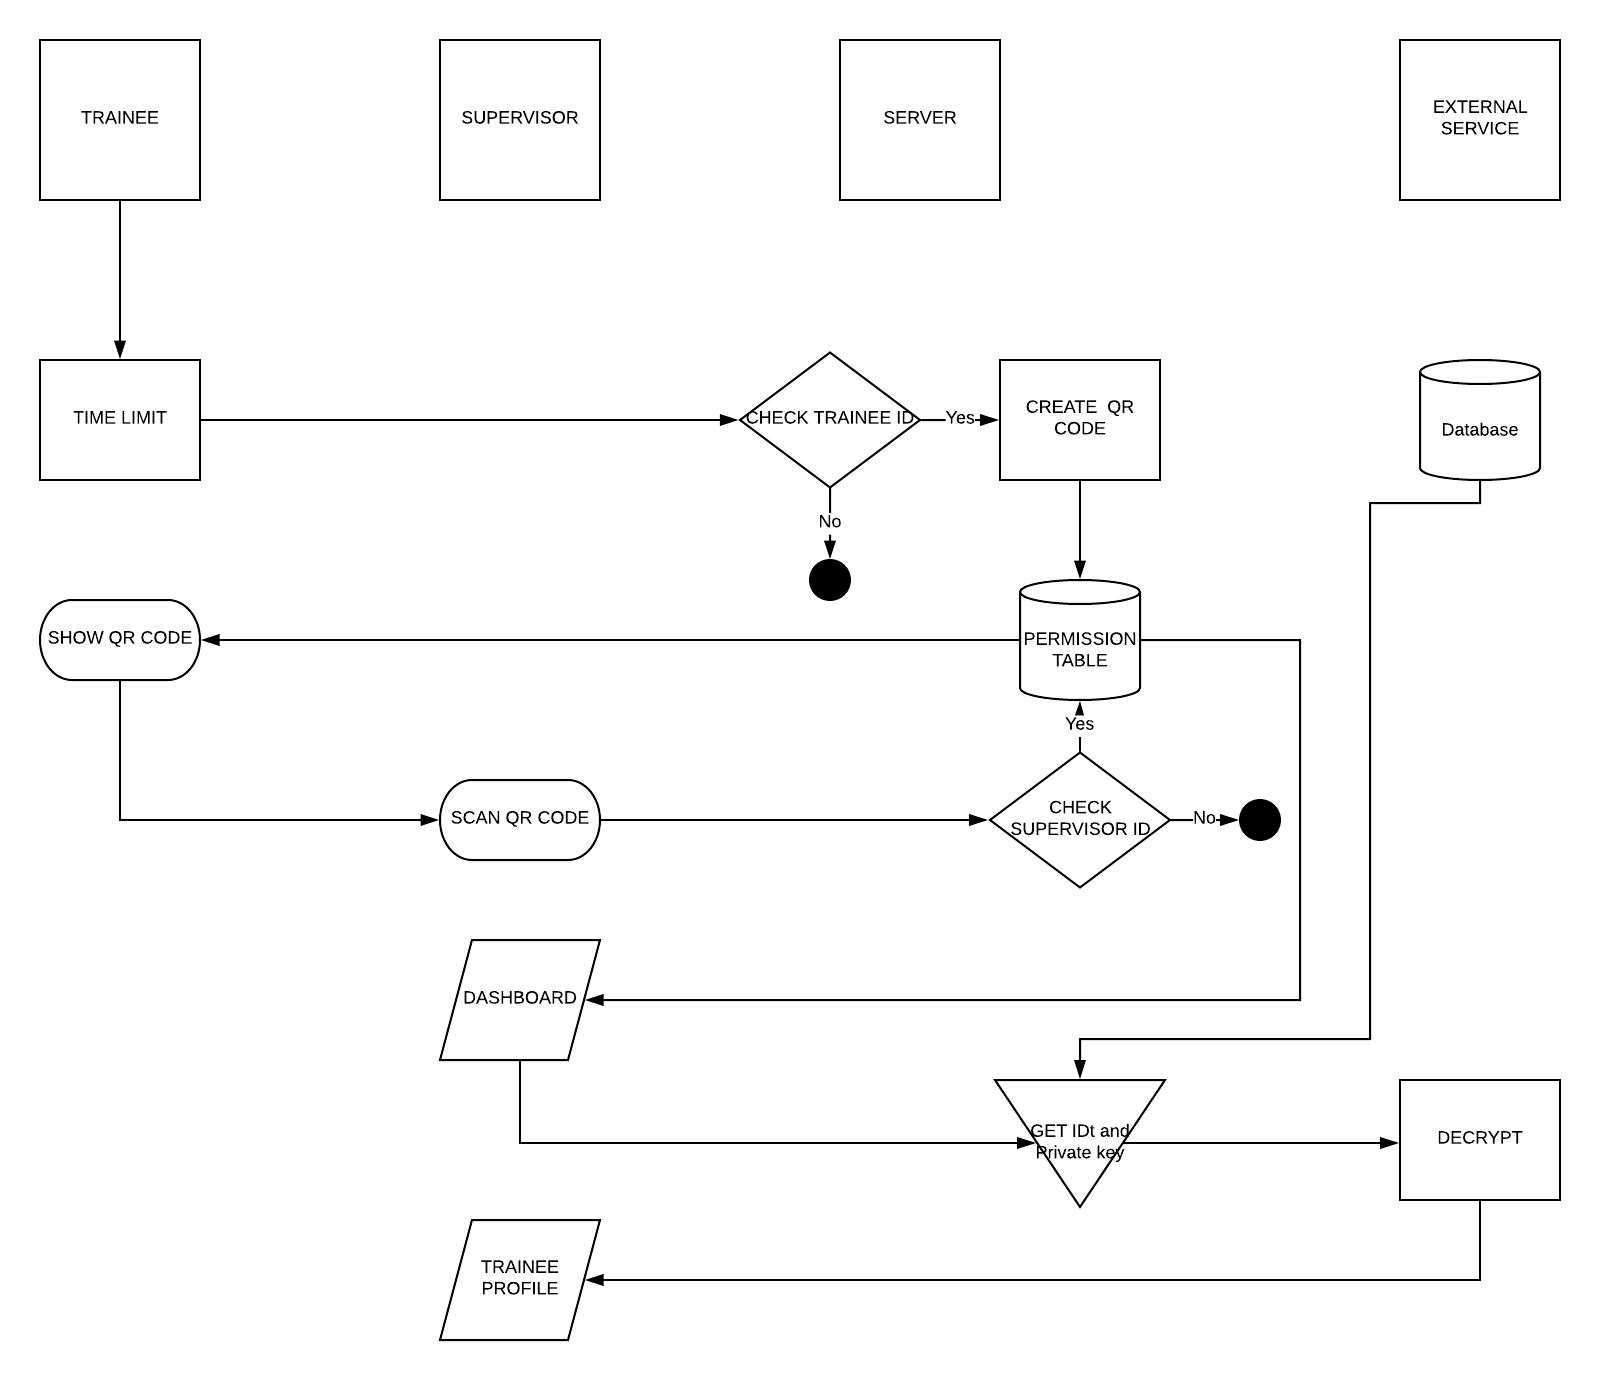 TRAINEE
SUPERVISOR
SERVER
EXTERNAL
SERVICE
TIME LIMIT
CHECK TRAINEE ID
Yes
CREATE QR
CODE
Database
No
SHOW QR CODE
PERMISSION
TABLE
Yes
SCAN QR CODE
CHECK
SUPERVISOR ID
No
DASHBOARD
GET IDt and
Private key
DECRYPT
TRAINEE
PROFILE